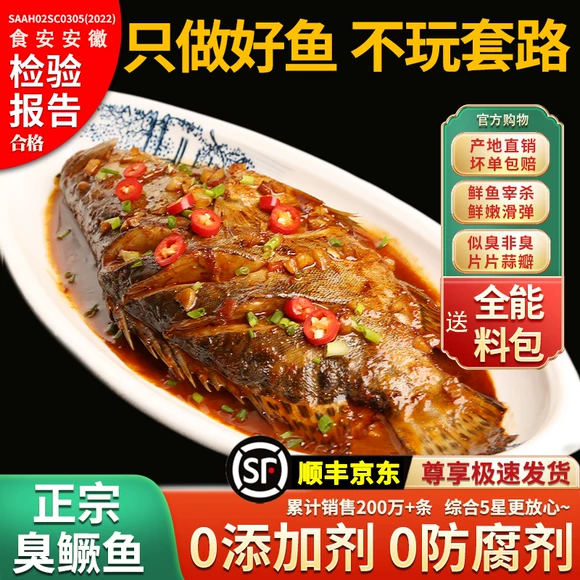 SAAH02SC0305(2022)
食安安徽
检验
报告
合格
只做好鱼 不玩套路
官方购物
产地直销
坏单包赔
鲜鱼宰杀
鲜嫩滑弹
似臭非臭
片片蒜瓣
送
全能
料包
SF
顺丰京东
尊享极速发货
正宗
臭鳜鱼
累计销售200万+条 综合5星更放心~
0添加剂 0防腐剂